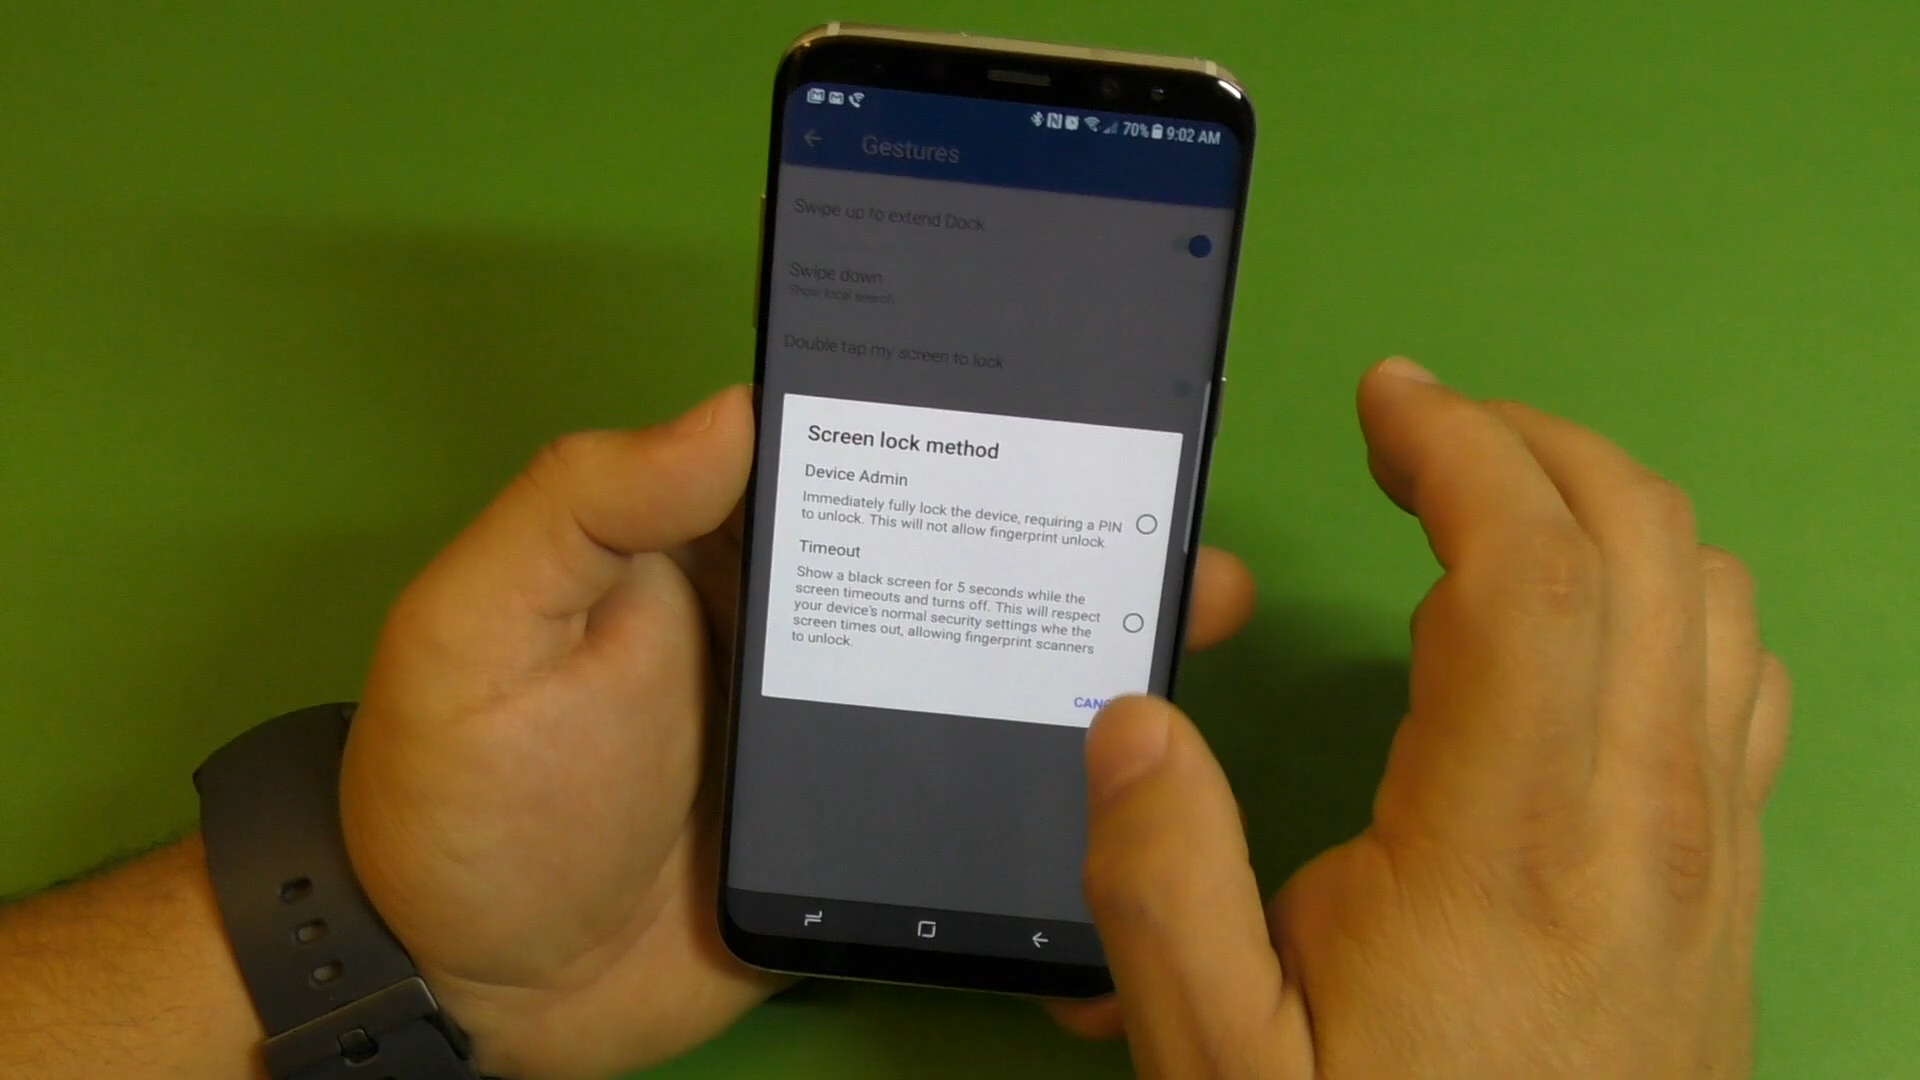 70% 9:02 AM
Gestures
Swipe up to extend Dock
Swipe down
Show local search
Double tap my screen to lock
Screen lock method
Device Admin
Immediately fully lock the device, requiring a PIN
to unlock. This will not allow fingerprint unlock.
Timeout
Show a black screen for 5 seconds while the
screen timeouts and turns off. This will respect
your device's normal security settings whe the
screen times out, allowing fingerprint scanners
to unlock.